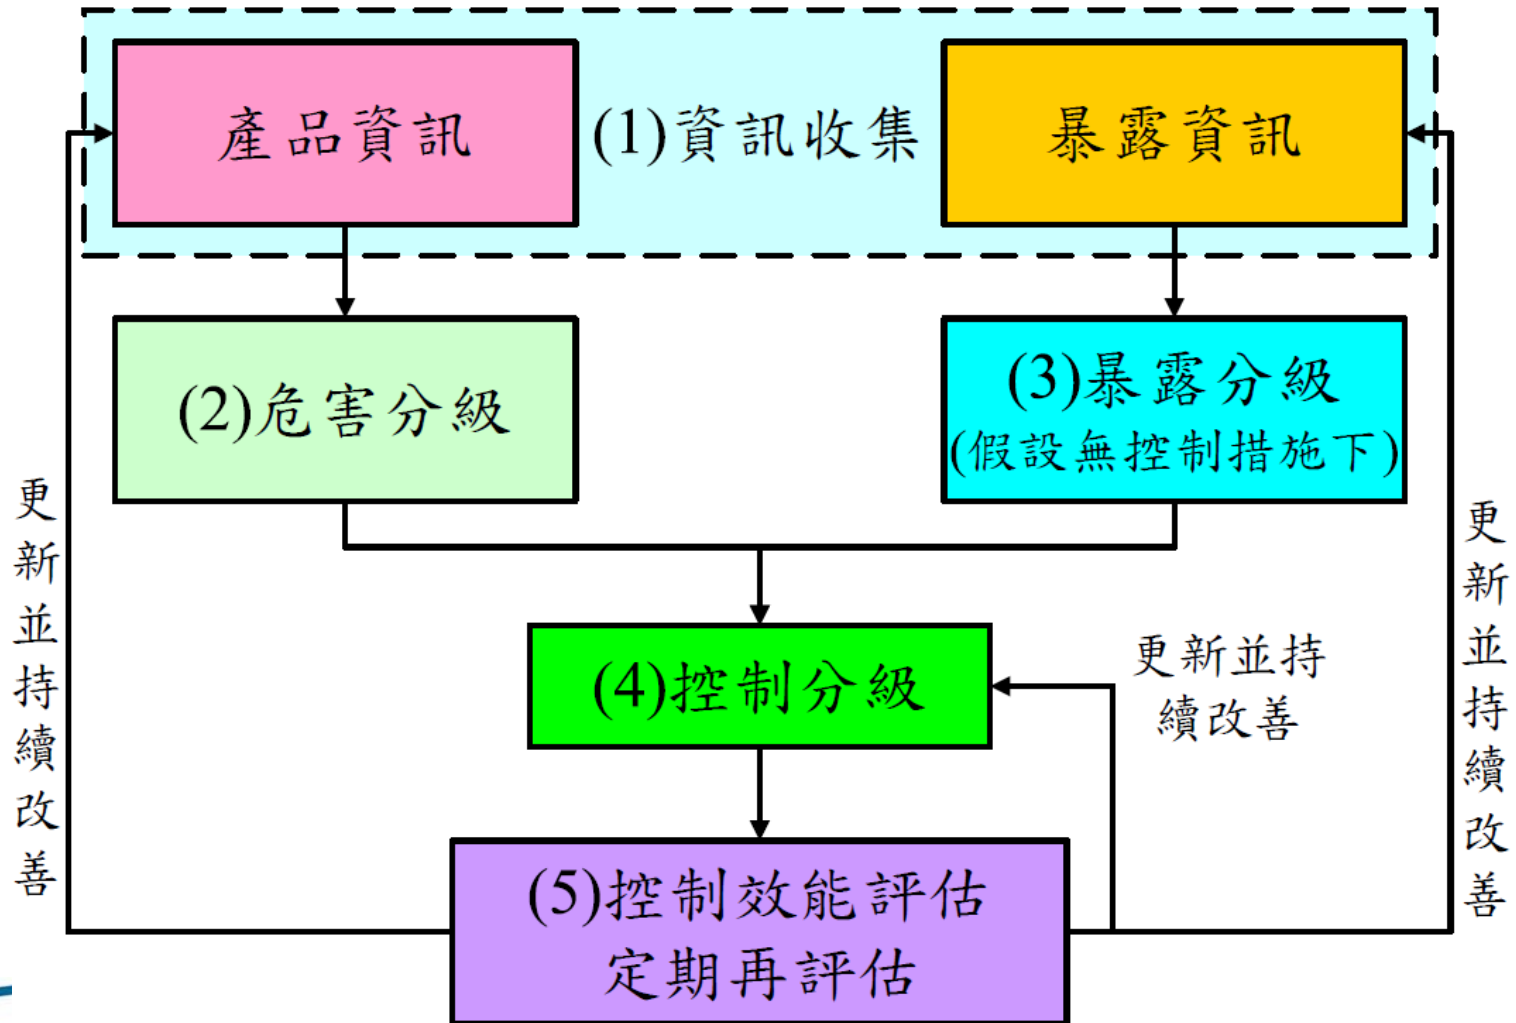 產品資訊
(1)資訊收集
暴露資訊
(2)危害分級
(3)暴露分級
(假設無控制措施下)
更新並持續改善
更新並持續改善
(4)控制分級
更新並持
續改善
(5)控制效能評估
定期再評估